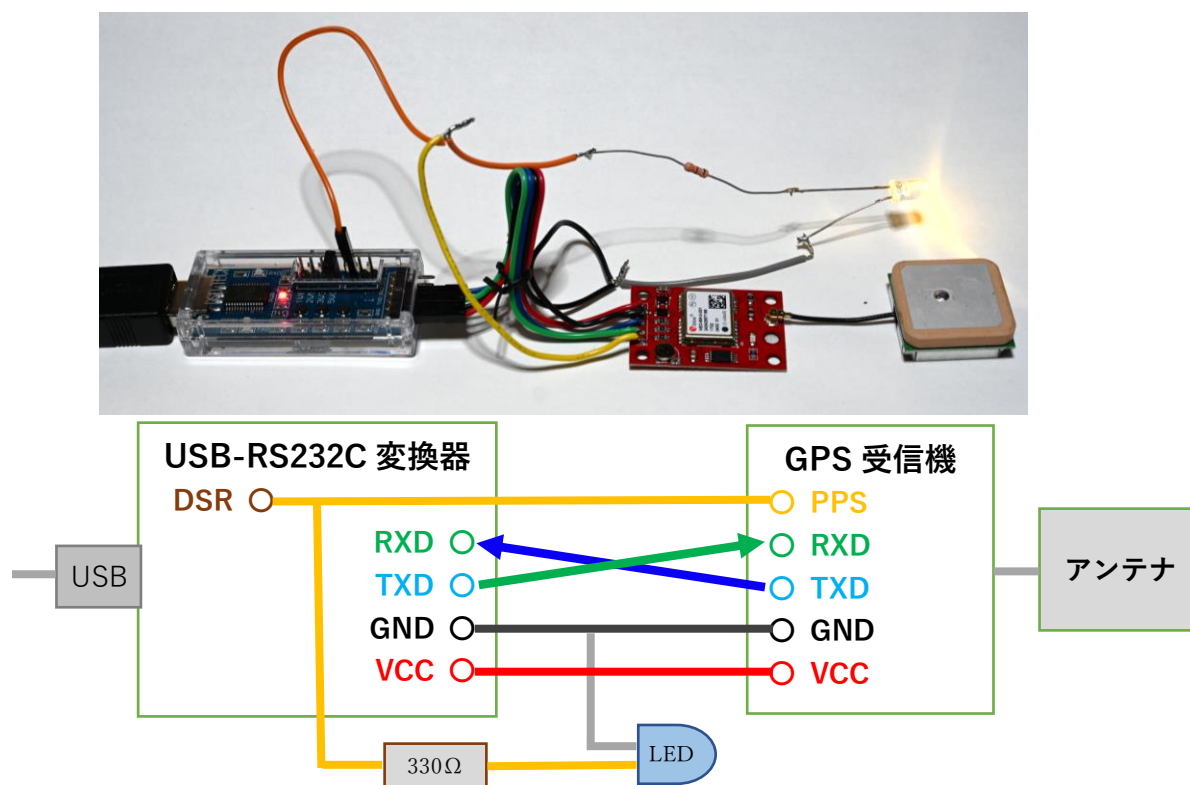 USB-RS232C 変換器
DSR
RXD
TXD
GND
VCC
USB
GPS 受信機
PPS
RXD
TXD
GND
VCC
アンテナ
330Ω
LED